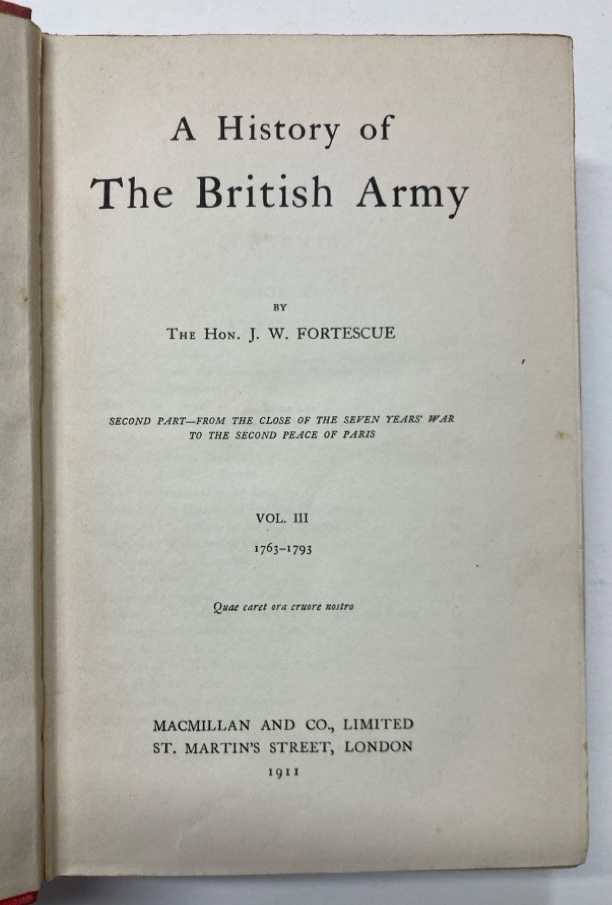 A History of
The British Army
BY
THE HON. J. W. FORTESCUE
SECOND PART—FROM THE CLOSE OF THE SEVEN YEARS' WAR
TO THE SECOND PEACE OF PARIS
VOL. III
1763–1793
Quae caret ora cruore nostro
MACMILLAN AND CO., LIMITED
ST. MARTIN'S STREET, LONDON
1911